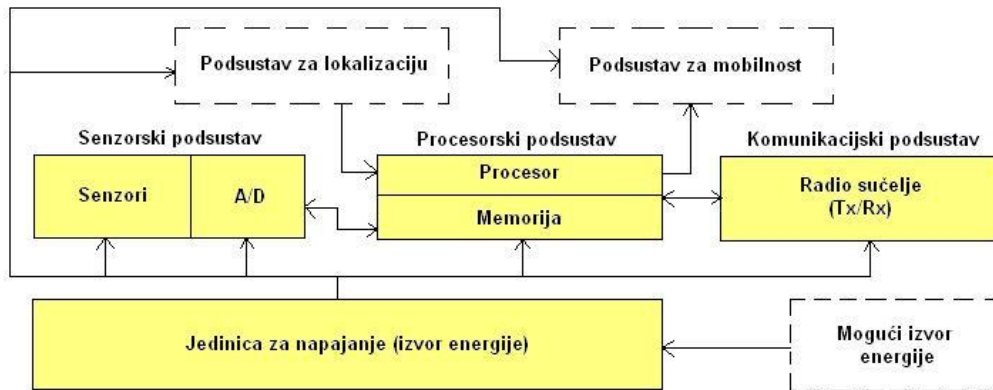 Podsustav za lokalizaciju
Podsustav za mobilnost
Senzorski podsustav
Procesorski podsustav
Komunikacijski podsustav
Senzori
A/D
Procesor
Memorija
Radio sučelje
(Tx/Rx)
Jedinica za napajanje (izvor energije)
Mogući izvor
energije